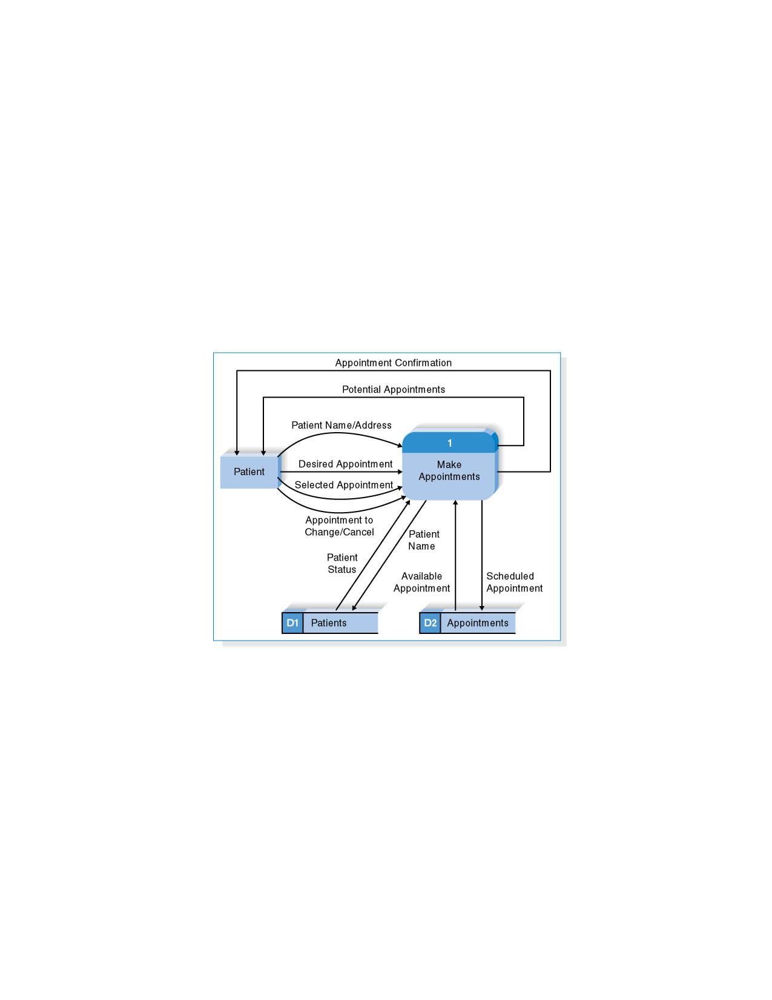 Appointment Confirmation
Potential Appointments
Patient Name/Address
1
Patient
Desired Appointment
Make
Appointments
Selected Appointment
Appointment to
Change/Cancel
Patient
Name
Patient
Status
Available
Appointment
Scheduled
Appointment
D1 Patients
D2 Appointments